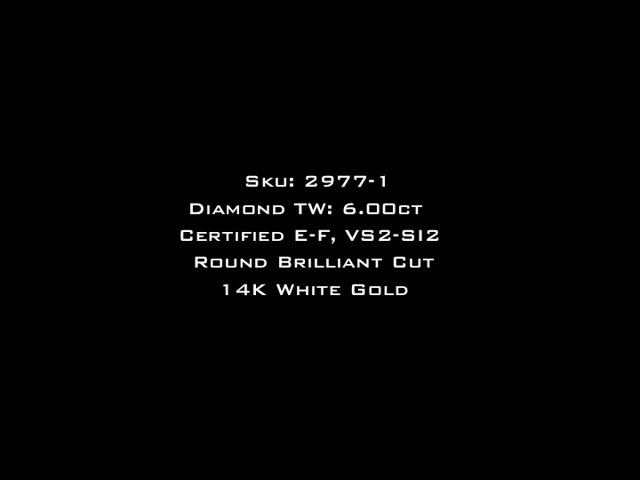 Sku: 2977-1
Diamond TW: 6.00ct
Certified E-F, VS2-SI2
Round Brilliant Cut
14K White Gold